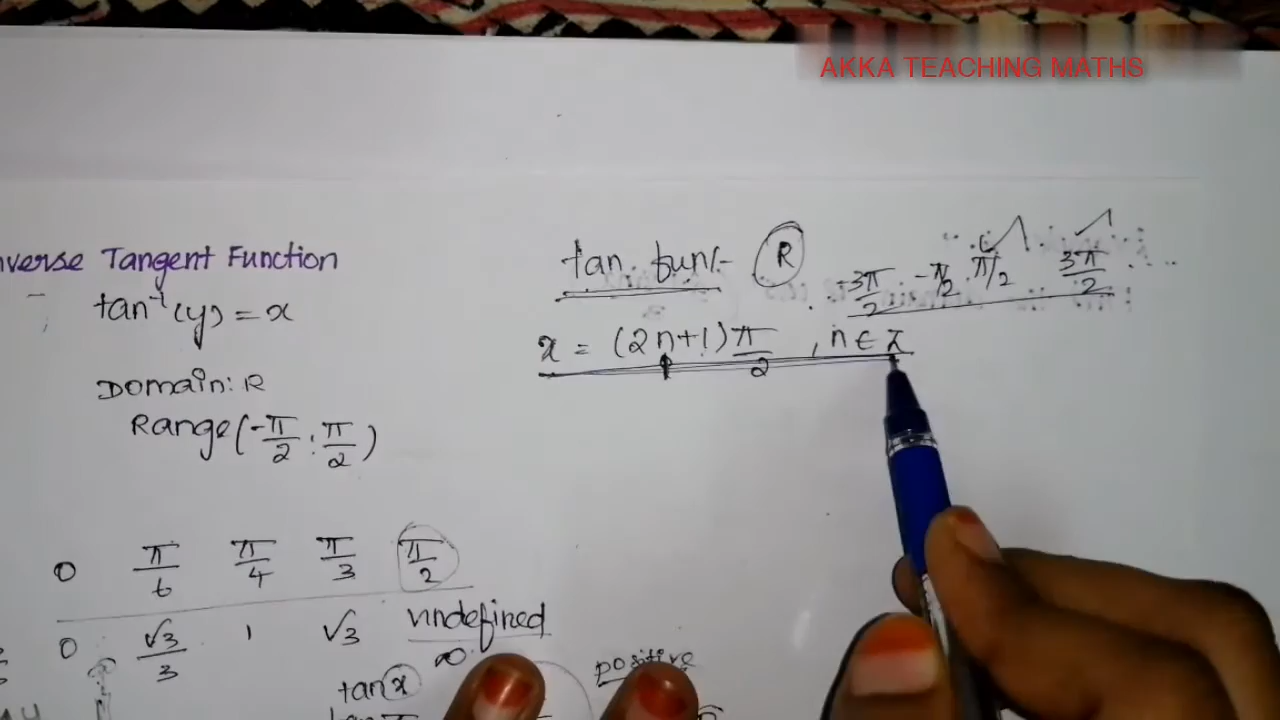 AKKA TEACHING MATHS
nverse Tangent Function
tan⁻¹(y) = x
Domain: R
Range(-π/2 : π/2)
0 π/6 π/4 π/3 π/2
0 √3/3 1 √3 undefined
∞
tan(x)
tan. funt- R
... -3π/2 . -π/2 . π/2 3π/2 ...
x = (2n+1)π/2 , n ∈ Z
positive